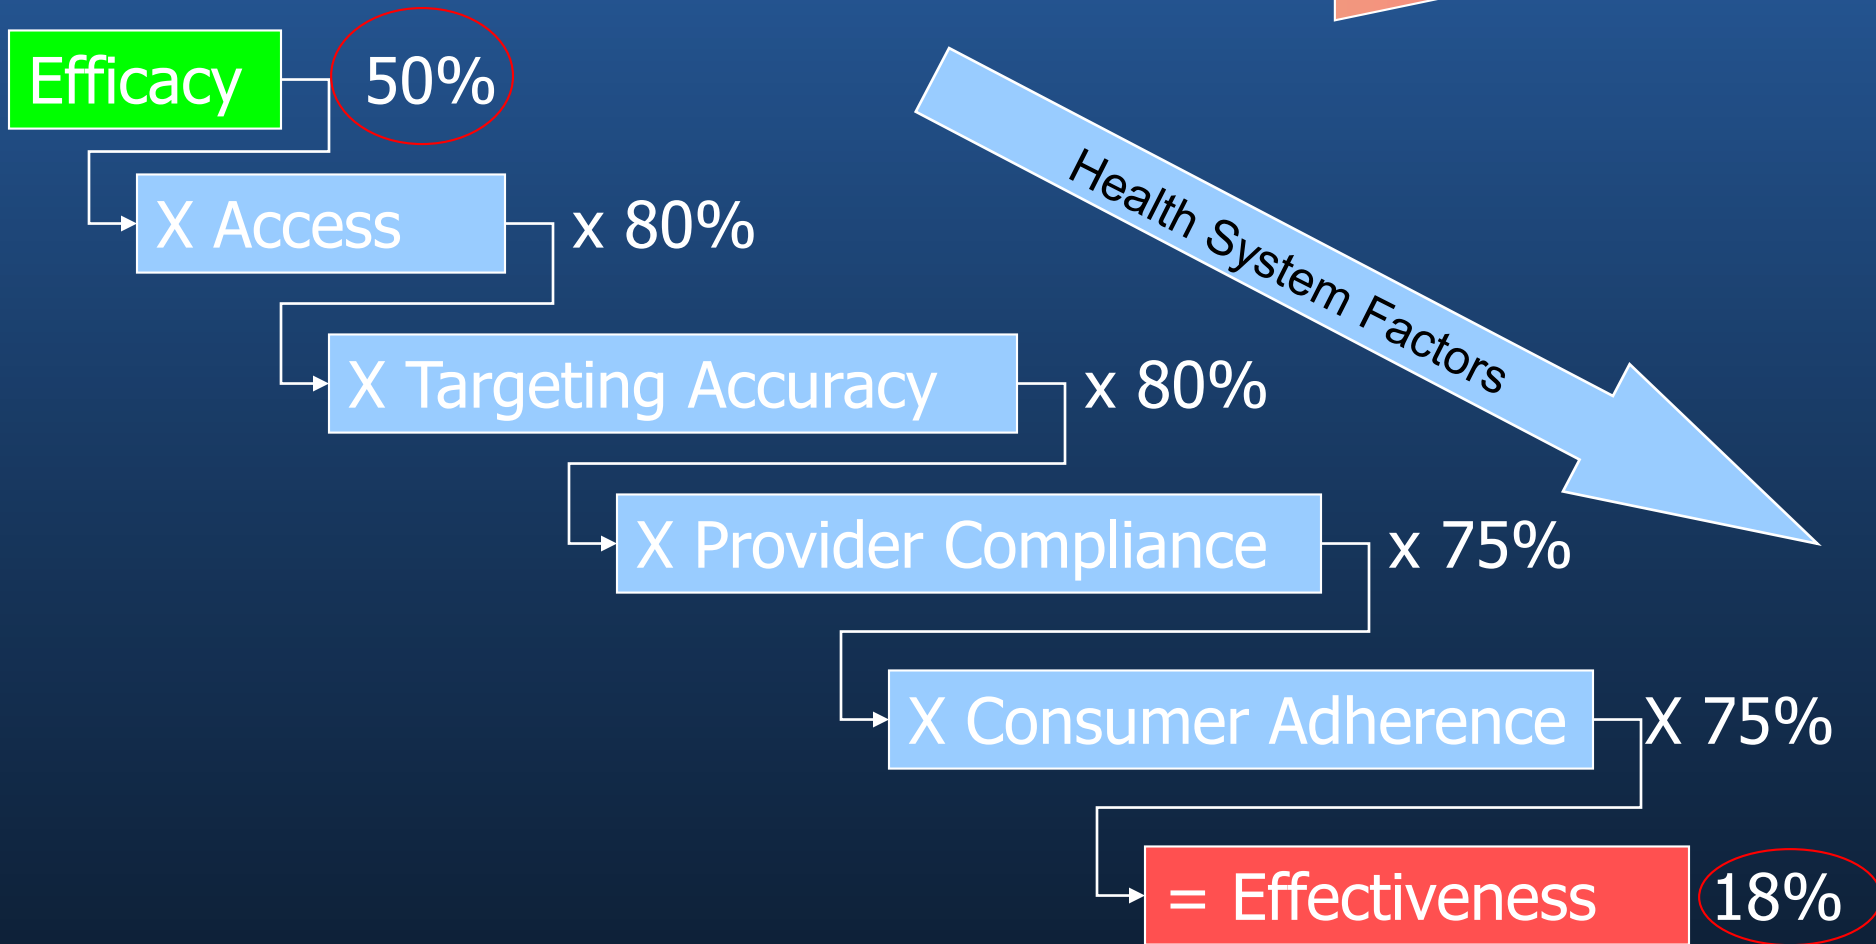 Efficacy 50%
X Access x 80%
Health System Factors
X Targeting Accuracy x 80%
X Provider Compliance x 75%
X Consumer Adherence X 75%
= Effectiveness 18%